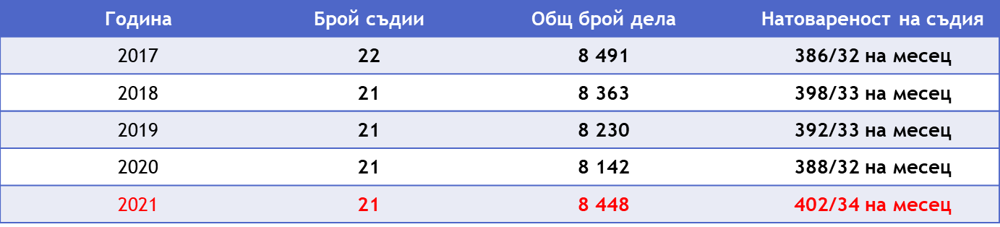 Година Брой съдии Общ брой дела Натовареност на съдия
2017 22 8 491 386/32 на месец
2018 21 8 363 398/33 на месец
2019 21 8 230 392/33 на месец
2020 21 8 142 388/32 на месец
2021 21 8 448 402/34 на месец